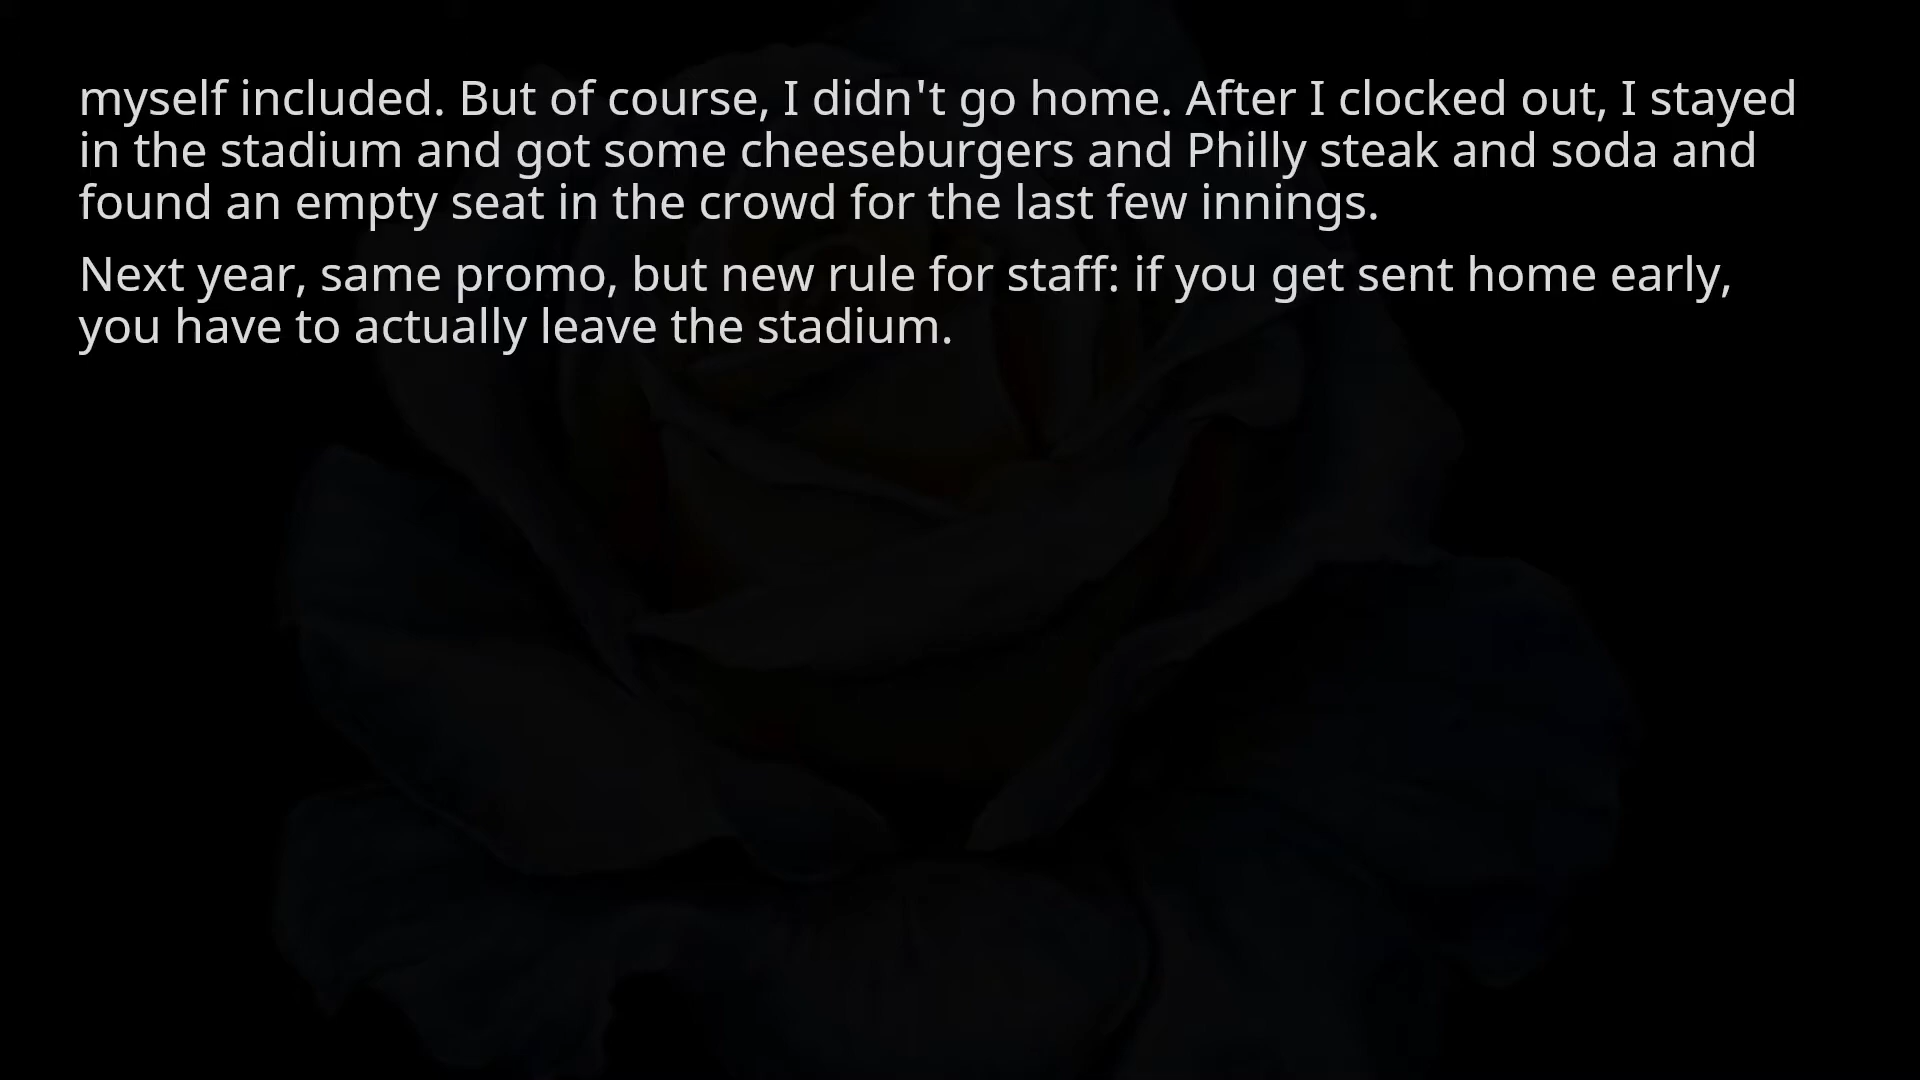 myself included. But of course, I didn't go home. After I clocked out, I stayed
in the stadium and got some cheeseburgers and Philly steak and soda and
found an empty seat in the crowd for the last few innings.
Next year, same promo, but new rule for staff: if you get sent home early,
you have to actually leave the stadium.